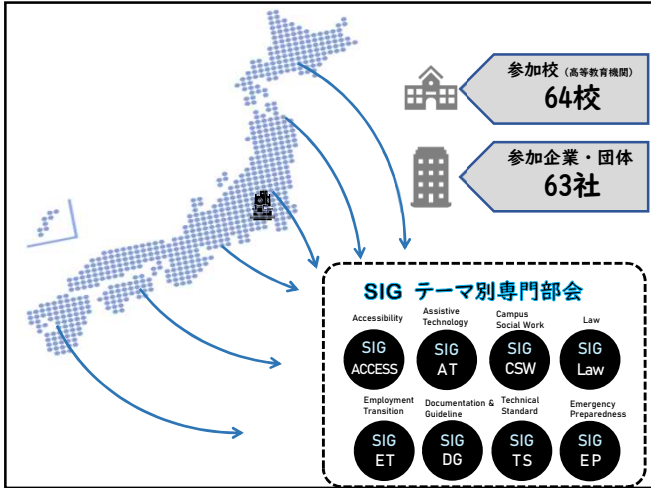 参加校（高等教育機関）
64校
参加企業・団体
63社
SIG テーマ別専門部会
Accessibility
SIG
ACCESS
Assistive
Technology
SIG
AT
Campus
Social Work
SIG
CSW
Law
SIG
Law
Employment
Transition
SIG
ET
Documentation &
Guideline
SIG
DG
Technical
Standard
SIG
TS
Emergency
Preparedness
SIG
EP